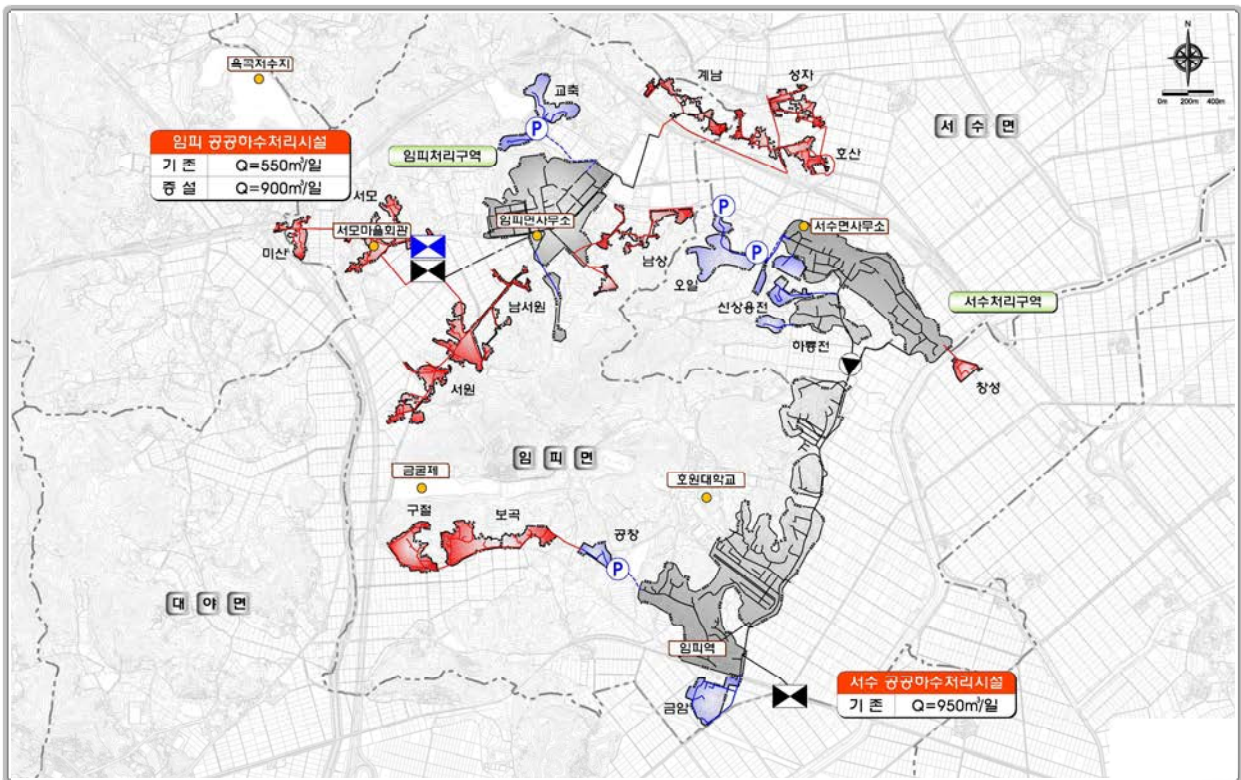 N
0m 200m 400m
옥곡저수지
교축
계남
성자
서수면
임피 공공하수처리시설
기 존 Q=550m³/일
증 설 Q=900m³/일
임피처리구역
호산
서모
P
서모마을회관
임피면사무소
P
서수면사무소
미산
남상
P
오일
신상용전
서수처리구역
남서원
하룡전
서원
창성
임피면
금굴제
호원대학교
구절
보곡
공창
P
대야면
임피역
서수 공공하수처리시설
기 존 Q=950m³/일
금암